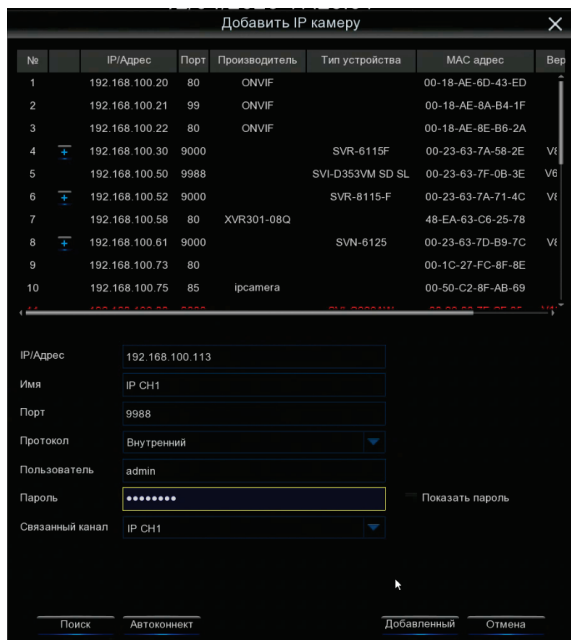 Добавить IP камеру
№ IP/Адрес Порт Производитель Тип устройства MAC адрес Вер
1 192.168.100.20 80 ONVIF 00-18-AE-6D-43-ED
2 192.168.100.21 99 ONVIF 00-18-AE-8A-B4-1F
3 192.168.100.22 80 ONVIF 00-18-AE-8E-B6-2A
4 192.168.100.30 9000 SVR-6115F 00-23-63-7A-58-2E V8
5 192.168.100.50 9988 SVI-D353VM SD SL 00-23-63-7F-0B-3E V6
6 192.168.100.52 9000 SVR-8115-F 00-23-63-7A-71-4C V8
7 192.168.100.58 80 XVR301-08Q 48-EA-63-C6-25-78
8 192.168.100.61 9000 SVN-6125 00-23-63-7D-B9-7C V8
9 192.168.100.73 80 00-1C-27-FC-8F-8E
10 192.168.100.75 85 ipcamera 00-50-C2-8F-AB-69
IP/Адрес 192.168.100.113
Имя IP CH1
Порт 9988
Протокол Внутренний
Пользователь admin
Пароль ●●●●●●●● Показать пароль
Связанный канал IP CH1
Поиск Автоконнект Добавленный Отмена